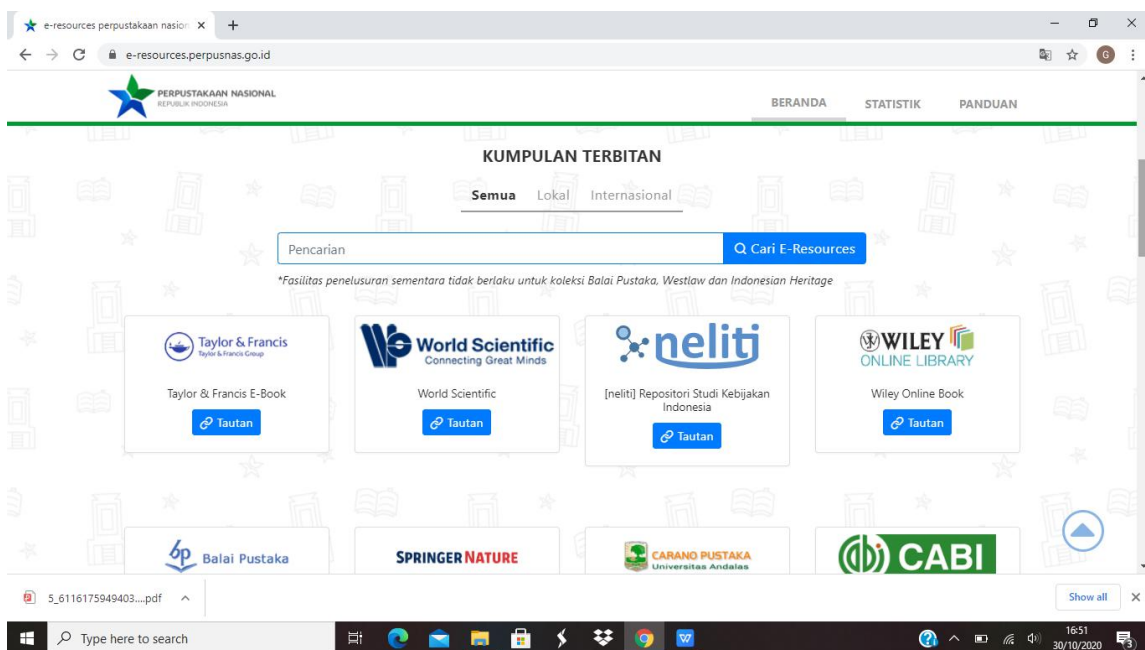 e-resources perpustakaan nasion
e-resources.perpusnas.go.id
G
PERPUSTAKAAN NASIONAL
REPUBLIK INDONESIA
BERANDA STATISTIK PANDUAN
KUMPULAN TERBITAN
Semua Lokal Internasional
Pencarian
Cari E-Resources
*Fasilitas penelusuran sementara tidak berlaku untuk koleksi Balai Pustaka, Westlaw dan Indonesian Heritage
Taylor & Francis
Taylor & Francis Group
Taylor & Francis E-Book
Tautan
World Scientific
Connecting Great Minds
World Scientific
Tautan
neliti
[neliti] Repositori Studi Kebijakan
Indonesia
Tautan
WILEY
ONLINE LIBRARY
Wiley Online Book
Tautan
bp Balai Pustaka
SPRINGER NATURE
CARANO PUSTAKA
Universitas Andalas
cabi CABI
5_6116175949403....pdf
Show all
Type here to search
16:51
30/10/2020
3